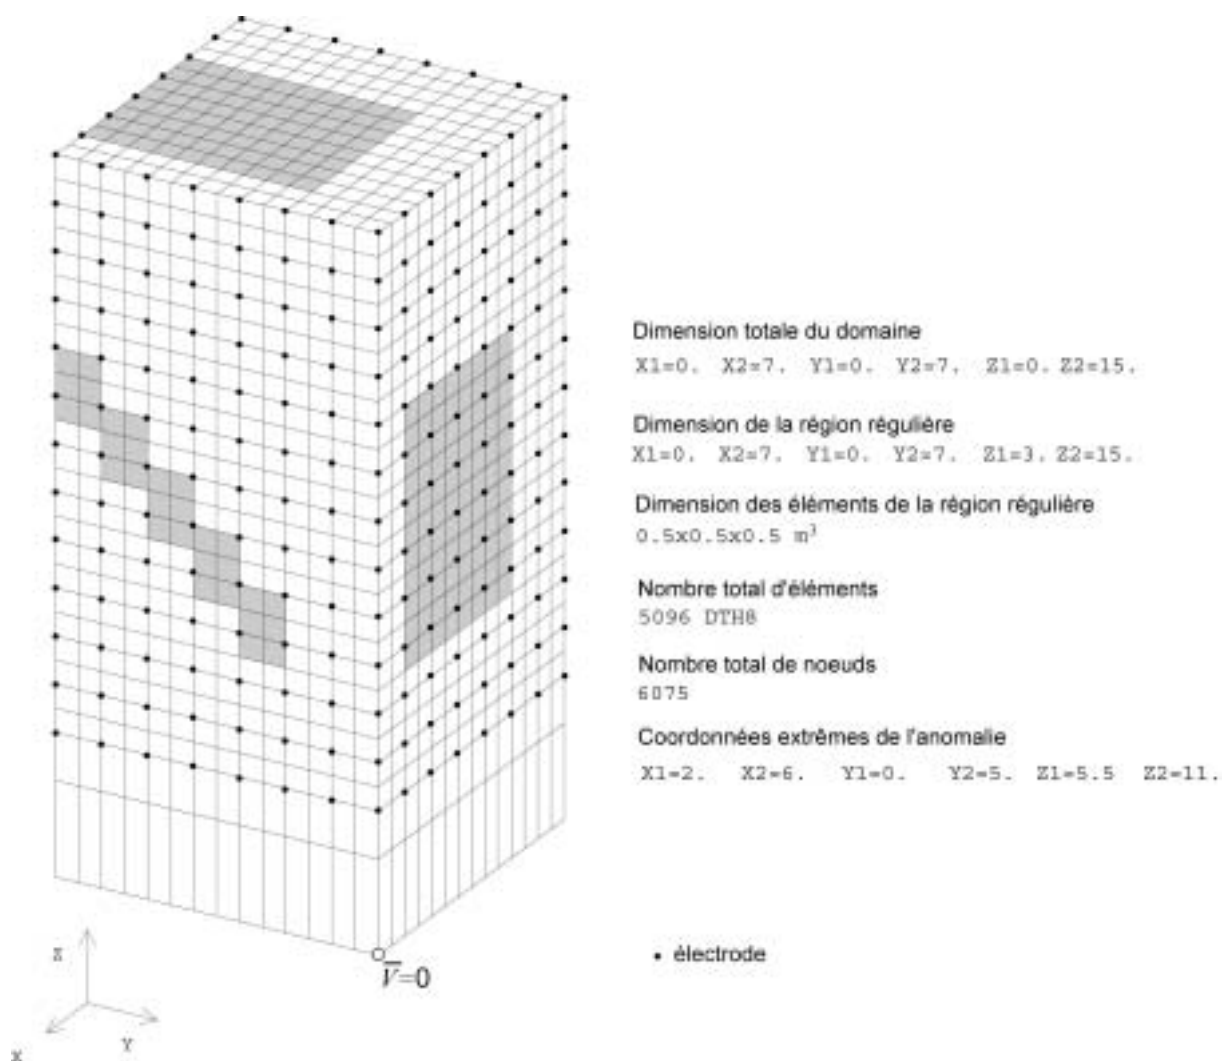 Dimension totale du domaine
X1=0. X2=7. Y1=0. Y2=7. Z1=0. Z2=15.
Dimension de la région régulière
X1=0. X2=7. Y1=0. Y2=7. Z1=3. Z2=15.
Dimension des éléments de la région régulière
0.5x0.5x0.5 m³
Nombre total d'éléments
5096 DTH8
Nombre total de noeuds
6075
Coordonnées extrêmes de l'anomalie
X1=2. X2=6. Y1=0. Y2=5. Z1=5.5 Z2=11.
• électrode
V̅=0
Z
Y
X